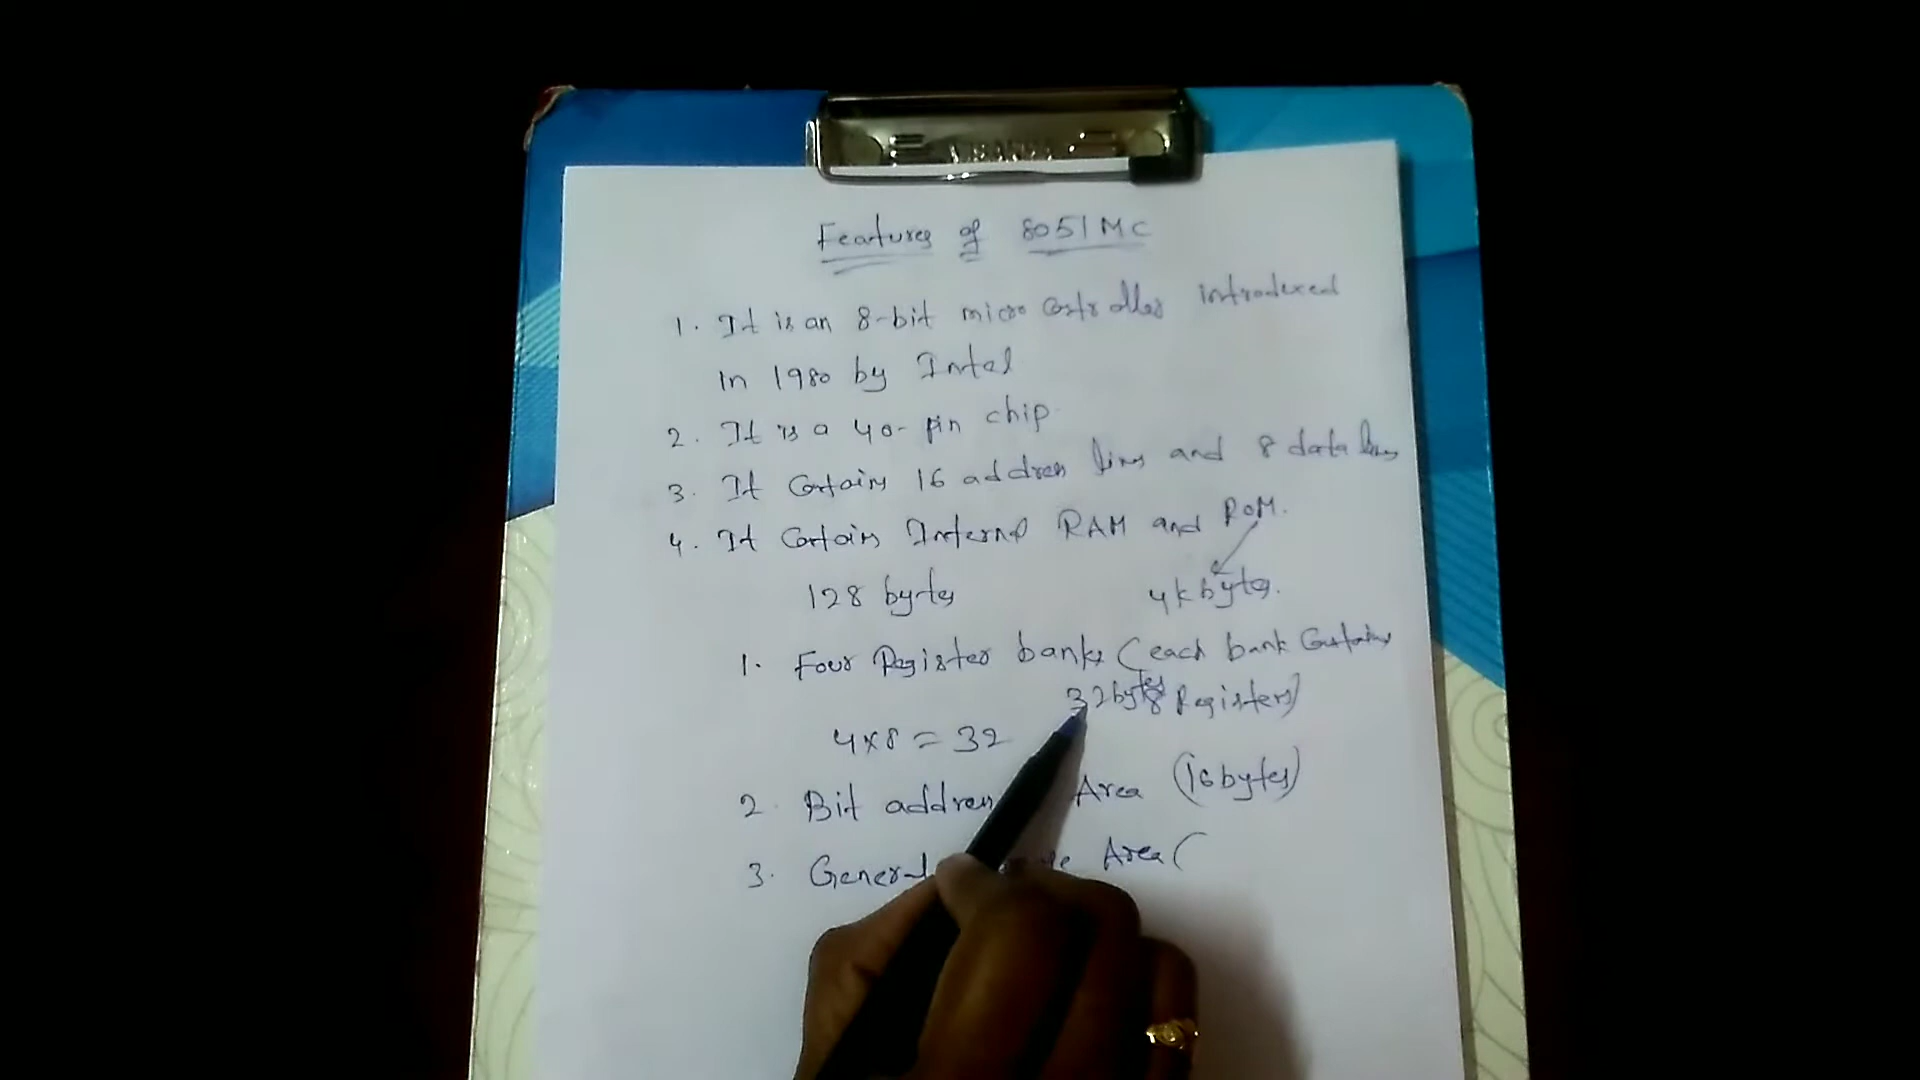 Features of 8051 MC
1. It is an 8-bit micro controller introduced
in 1980 by Intel
2. It is a 40-pin chip
3. It contains 16 address lines and 8 data lines
4. It contains Internal RAM and ROM.
128 bytes 4k bytes.
1. Four Register banks (each bank contains
32 bytes 8 Registers)
4x8 = 32
2. Bit address Area (16 bytes)
3. General Area (